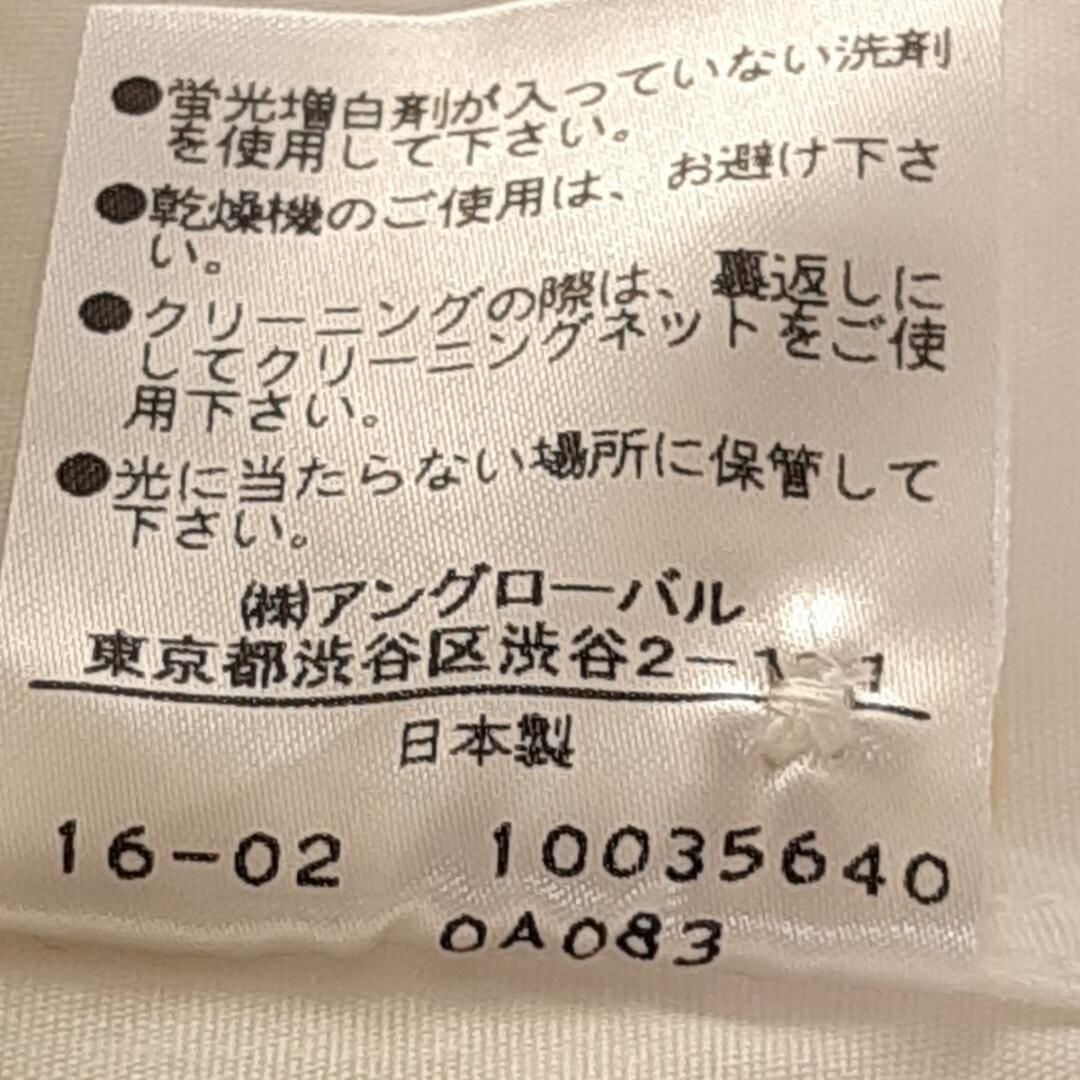 ●蛍光増白剤が入っていない洗剤
を使用して下さい。
●乾燥機のご使用は、お避け下さ
い。
●クリーニングの際は、裏返しに
してクリーニングネットをご使
用下さい。
●光に当たらない場所に保管して
下さい。
(株)アングローバル
東京都渋谷区渋谷2-1
日本製
16-02 10035640
0A083